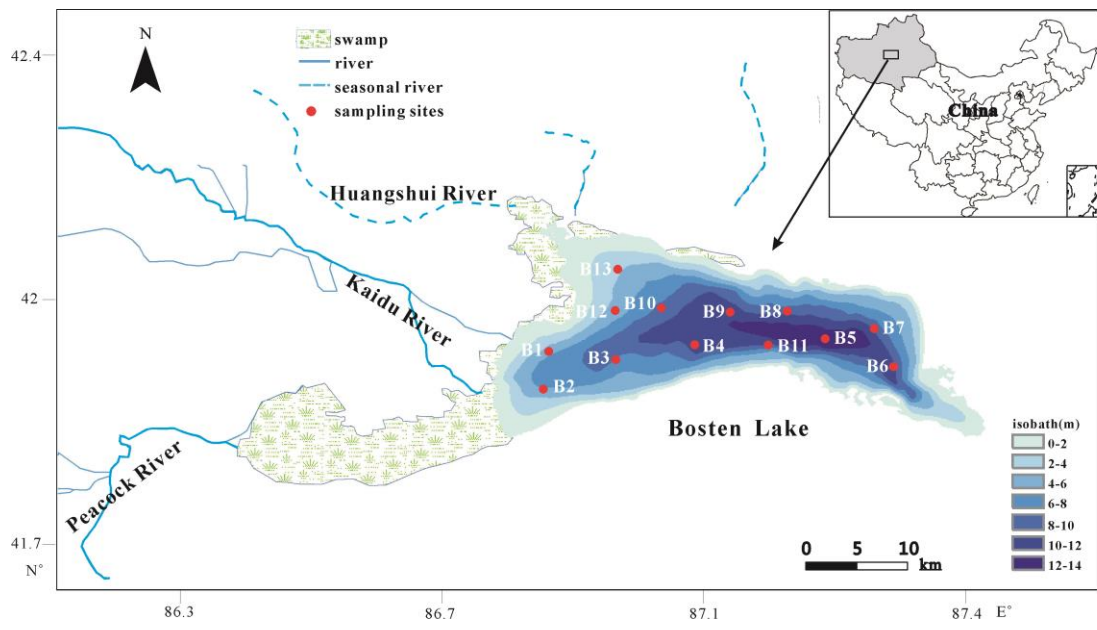 N
42.4
42
41.7
N°
86.3
86.7
87.1
87.4
E°
swamp
river
seasonal river
sampling sites
China
Huangshui River
Kaidu River
Peacock River
B13
B12
B10
B9
B8
B7
B1
B3
B4
B11
B5
B6
B2
Bosten Lake
isobath(m)
0-2
2-4
4-6
6-8
8-10
10-12
12-14
0 5 10
km